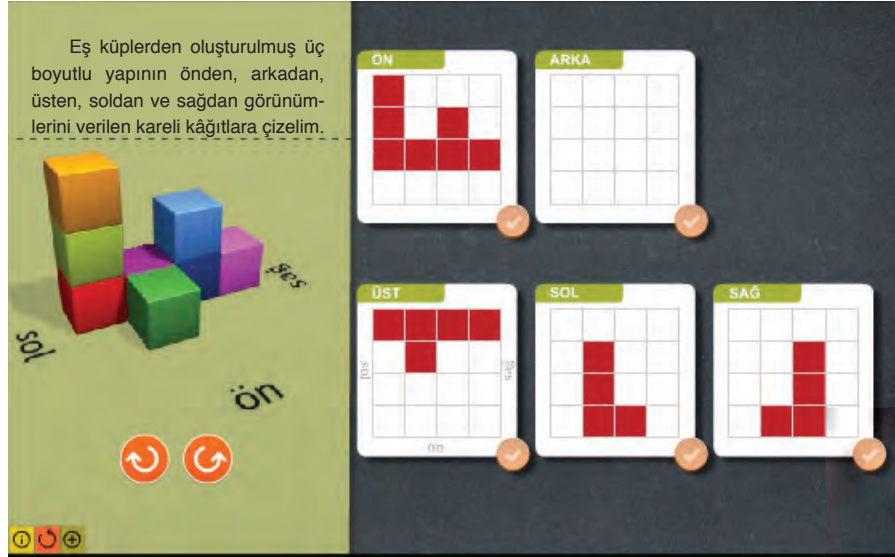 Eş küplerden oluşturulmuş üç
boyutlu yapının önden, arkadan,
üsten, soldan ve sağdan görünüm-
lerini verilen kareli kâğıtlara çizelim.
ÖN
ARKA
sağ
sol
ön
ÜST
SOL
SAĞ
sol
sağ
ön